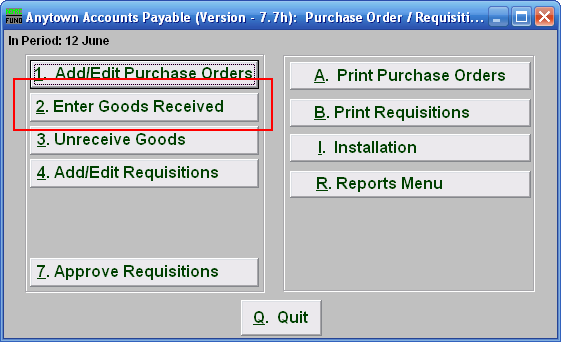 Anytown Accounts Payable (Version - 7.7h): Purchase Order / Requisiti...
In Period: 12 June
1. Add/Edit Purchase Orders
2. Enter Goods Received
3. Unreceive Goods
4. Add/Edit Requisitions
7. Approve Requisitions
A. Print Purchase Orders
B. Print Requisitions
I. Installation
R. Reports Menu
Q. Quit